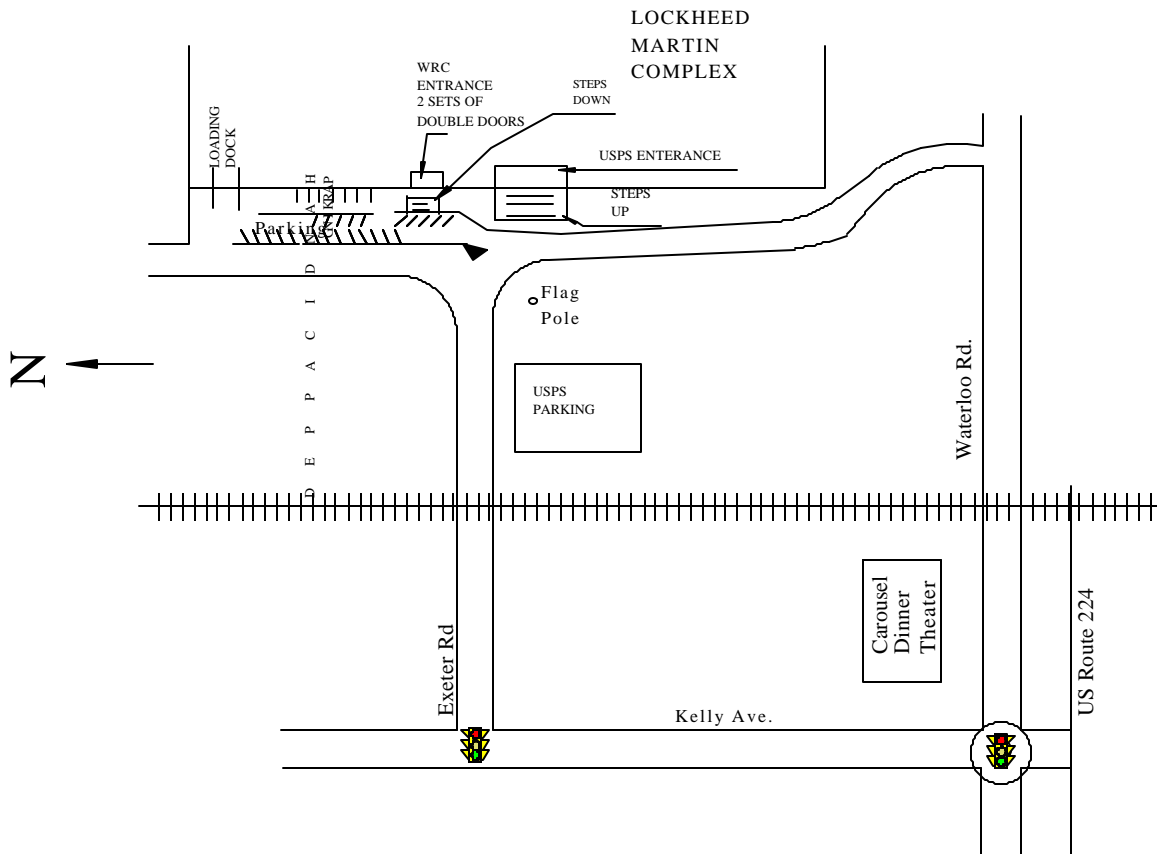 LOCKHEED
MARTIN
COMPLEX
WRC
ENTRANCE
2 SETS OF
DOUBLE DOORS
STEPS
DOWN
LOADING
DOCK
USPS ENTERANCE
STEPS
UP
D E P P A C I D N A H
GNIKRAP
Parking
Flag
Pole
N
USPS
PARKING
Waterloo Rd.
Carousel
Dinner
Theater
Exeter Rd
US Route 224
Kelly Ave.